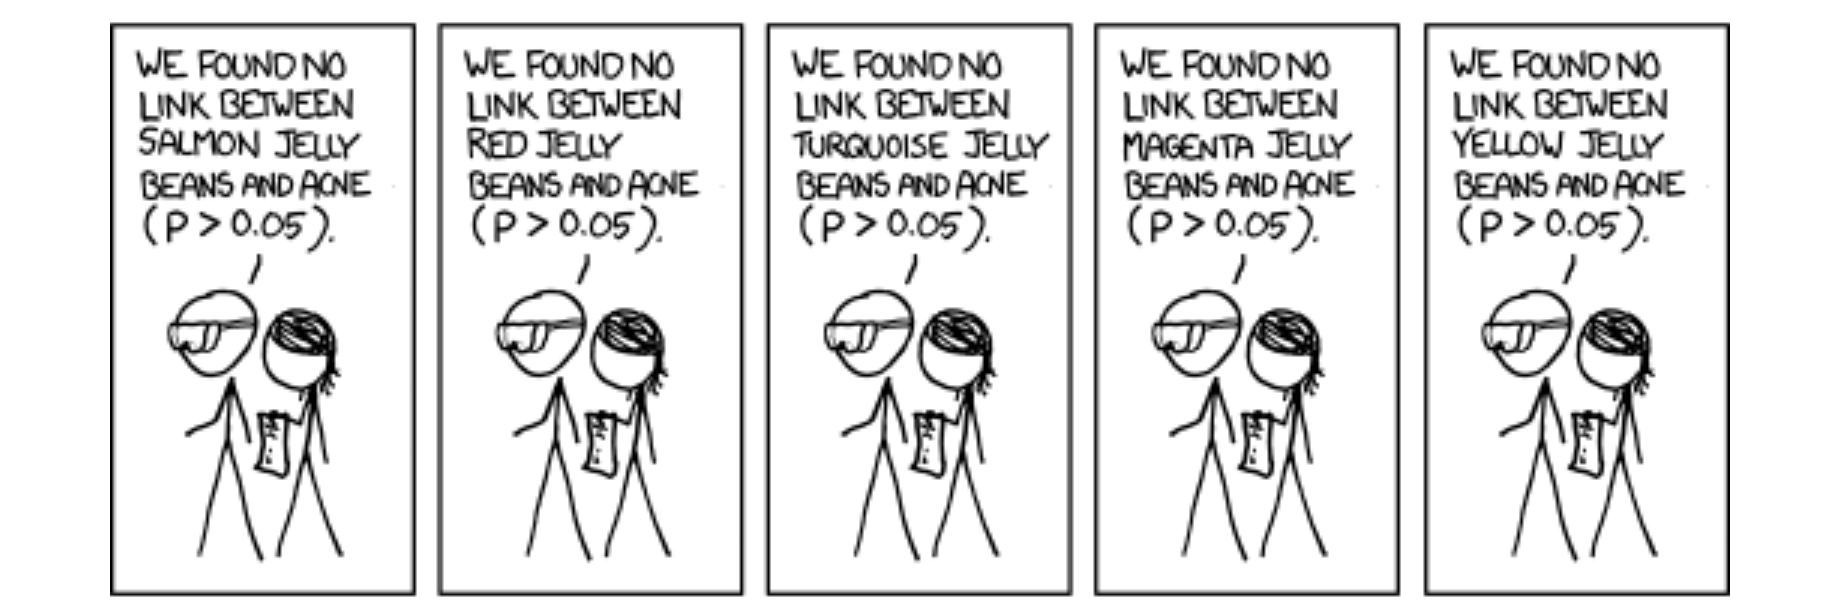 WE FOUND NO
LINK BETWEEN
SALMON JELLY
BEANS AND ACNE
(P > 0.05).
WE FOUND NO
LINK BETWEEN
RED JELLY
BEANS AND ACNE
(P > 0.05).
WE FOUND NO
LINK BETWEEN
TURQUOISE JELLY
BEANS AND ACNE
(P > 0.05).
WE FOUND NO
LINK BETWEEN
MAGENTA JELLY
BEANS AND ACNE
(P > 0.05).
WE FOUND NO
LINK BETWEEN
YELLOW JELLY
BEANS AND ACNE
(P > 0.05).